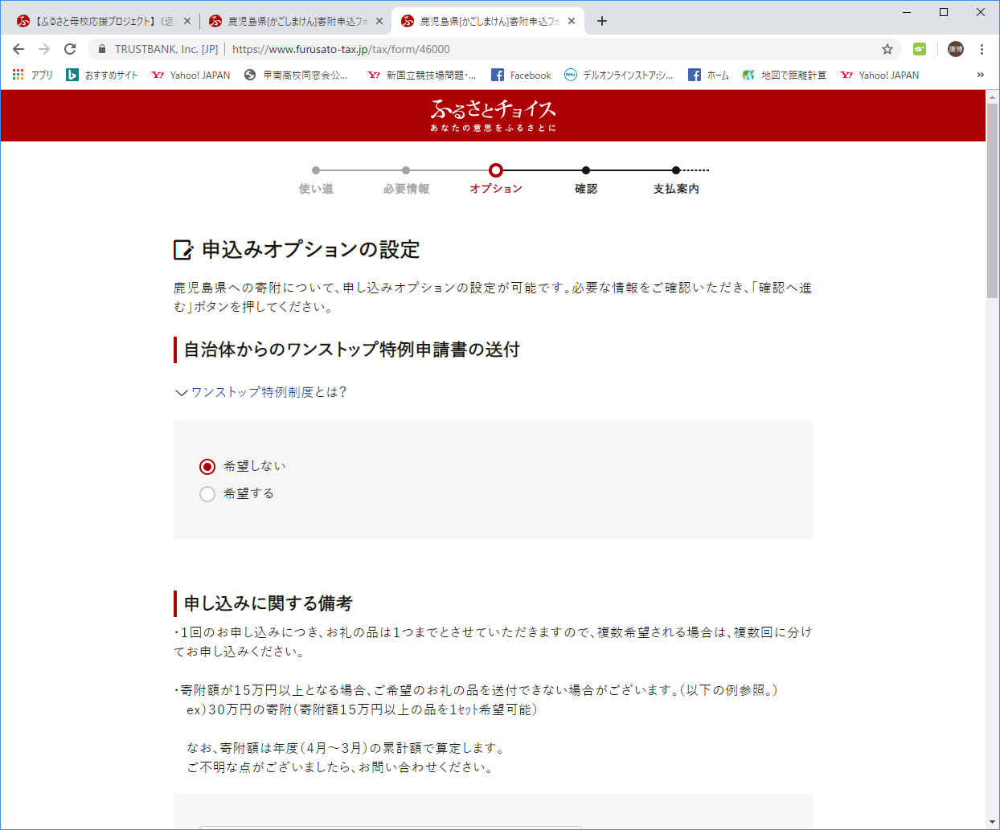 【ふるさと母校応援プロジェクト】（返
鹿児島県[かごしまけん]寄附申込フォ
鹿児島県[かごしまけん]寄附申込フォ
TRUSTBANK, Inc. [JP] | https://www.furusato-tax.jp/tax/form/46000
康博
アプリ おすすめサイト Yahoo! JAPAN 甲南高校同窓会公... 新国立競技場問題・... Facebook デルオンラインストア:シ... ホーム 地図で距離計算 Yahoo! JAPAN »
ふるさとチョイス
あなたの意思をふるさとに
使い道 必要情報 オプション 確認 支払案内
申込みオプションの設定
鹿児島県への寄附について、申し込みオプションの設定が可能です。必要な情報をご確認いただき、「確認へ進
む」ボタンを押してください。
自治体からのワンストップ特例申請書の送付
ワンストップ特例制度とは？
希望しない
希望する
申し込みに関する備考
・1回のお申し込みにつき、お礼の品は1つまでとさせていただきますので、複数希望される場合は、複数回に分け
てお申し込みください。
・寄附額が15万円以上となる場合、ご希望のお礼の品を送付できない場合がございます。（以下の例参照。）
ex）30万円の寄附（寄附額15万円以上の品を1ｾｯﾄ希望可能）
なお、寄附額は年度（4月～3月）の累計額で算定します。
ご不明な点がございましたら、お問い合わせください。